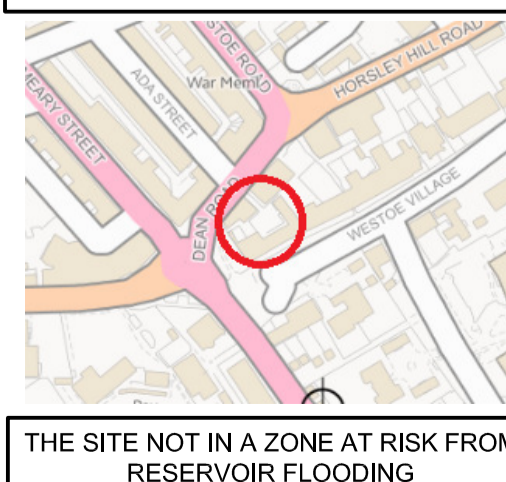 STOE ROAD
HORSLEY HILL ROAD
War Meml
ADA STREET
MEARY STREET
DEAN ROAD
WESTOE VILLAGE
THE SITE NOT IN A ZONE AT RISK FROM
RESERVOIR FLOODING